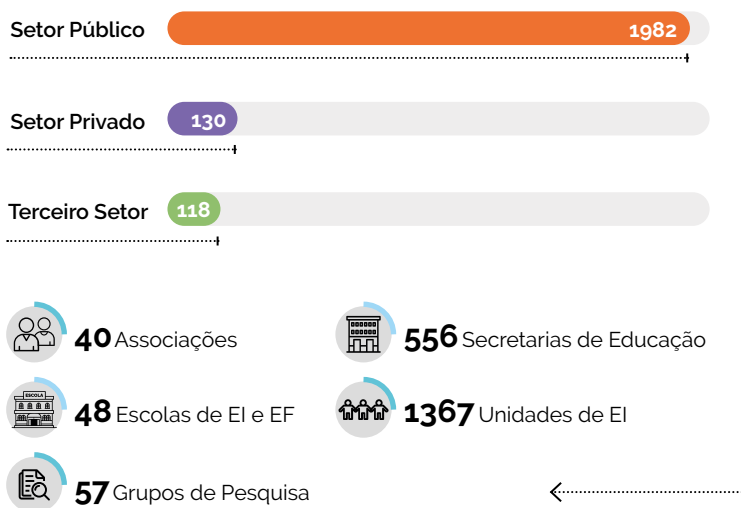 Setor Público 1982
Setor Privado 130
Terceiro Setor 118
40 Associações
556 Secretarias de Educação
ESCOLA
48 Escolas de EI e EF
1367 Unidades de EI
57 Grupos de Pesquisa